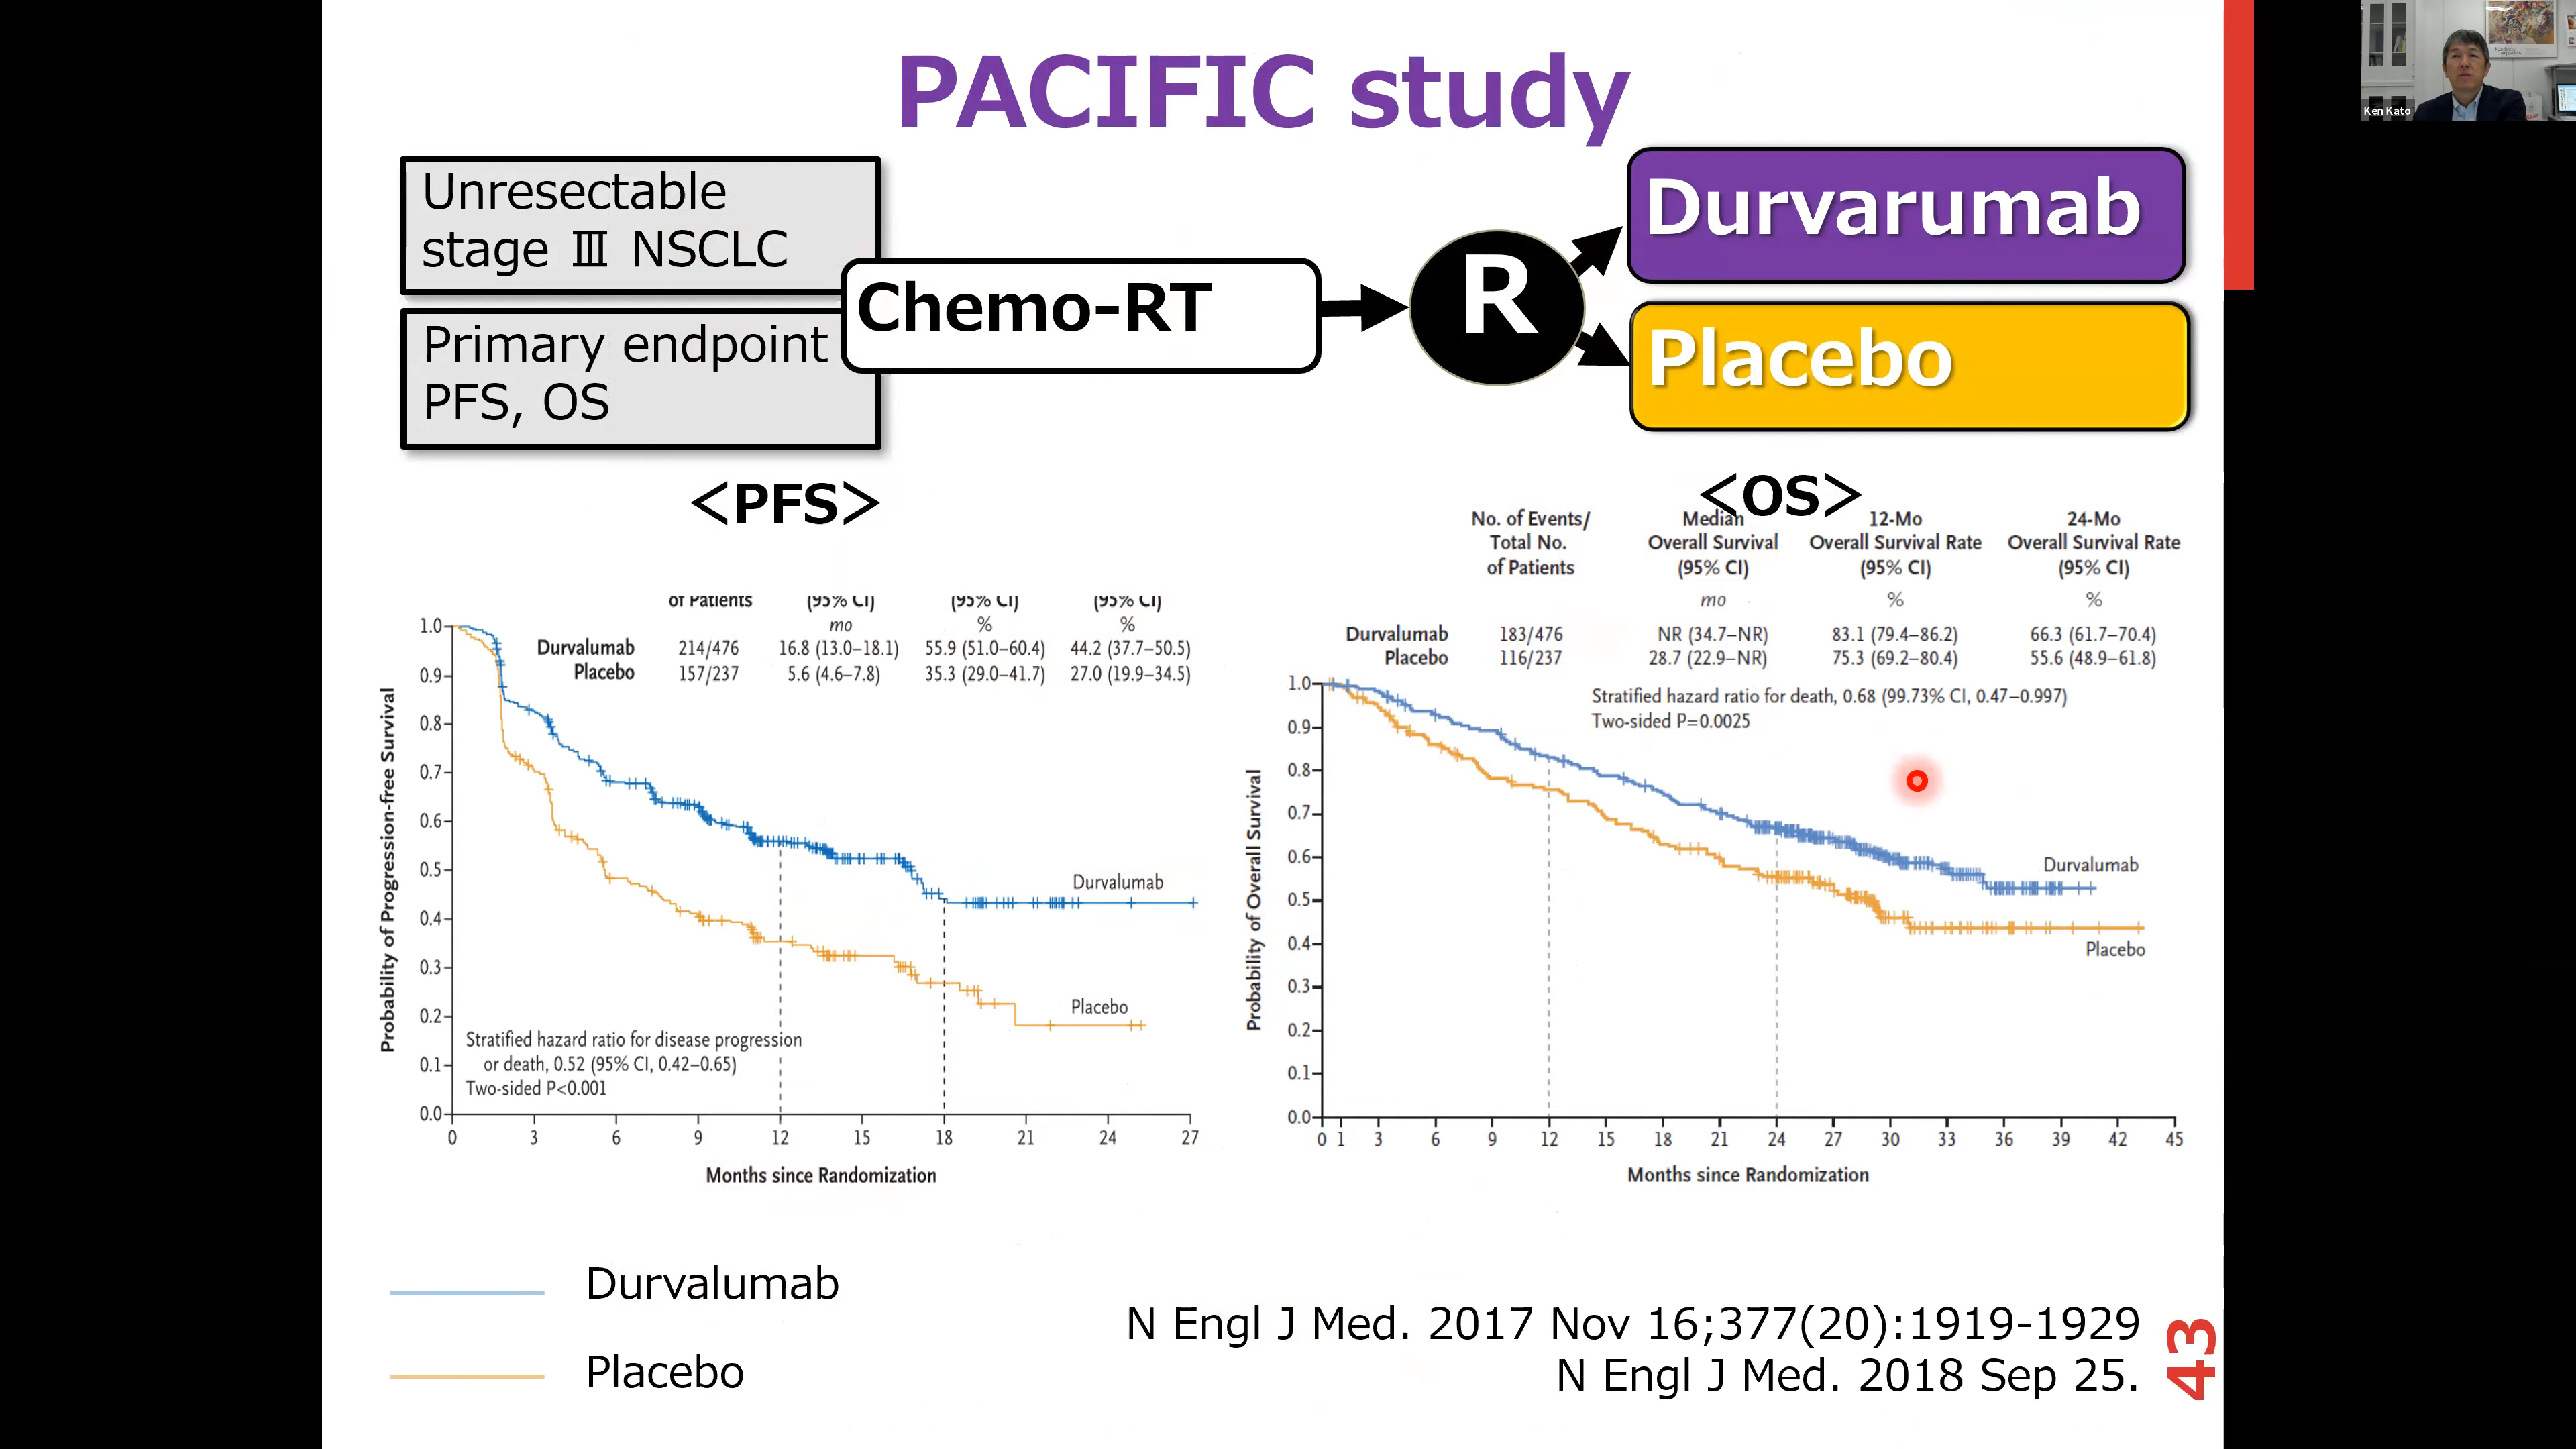 PACIFIC study
Ken Kato
Unresectable
stage Ⅲ NSCLC
Primary endpoint
PFS, OS
Chemo-RT
R
Durvarumab
Placebo
<PFS>
of Patients (95% CI) (95% CI) (95% CI)
mo % %
Durvalumab 214/476 16.8 (13.0–18.1) 55.9 (51.0–60.4) 44.2 (37.7–50.5)
Placebo 157/237 5.6 (4.6–7.8) 35.3 (29.0–41.7) 27.0 (19.9–34.5)
Probability of Progression-free Survival
1.0
0.9
0.8
0.7
0.6
0.5
0.4
0.3
0.2
0.1
0.0
Durvalumab
Placebo
Stratified hazard ratio for disease progression
or death, 0.52 (95% CI, 0.42–0.65)
Two-sided P<0.001
0 3 6 9 12 15 18 21 24 27
Months since Randomization
<OS>
No. of Events/ Median 12-Mo 24-Mo
Total No. Overall Survival Overall Survival Rate Overall Survival Rate
of Patients (95% CI) (95% CI) (95% CI)
mo % %
Durvalumab 183/476 NR (34.7–NR) 83.1 (79.4–86.2) 66.3 (61.7–70.4)
Placebo 116/237 28.7 (22.9–NR) 75.3 (69.2–80.4) 55.6 (48.9–61.8)
Stratified hazard ratio for death, 0.68 (99.73% CI, 0.47–0.997)
Two-sided P=0.0025
Probability of Overall Survival
1.0
0.9
0.8
0.7
0.6
0.5
0.4
0.3
0.2
0.1
0.0
Durvalumab
Placebo
0 1 3 6 9 12 15 18 21 24 27 30 33 36 39 42 45
Months since Randomization
Durvalumab
Placebo
N Engl J Med. 2017 Nov 16;377(20):1919-1929
N Engl J Med. 2018 Sep 25.
43